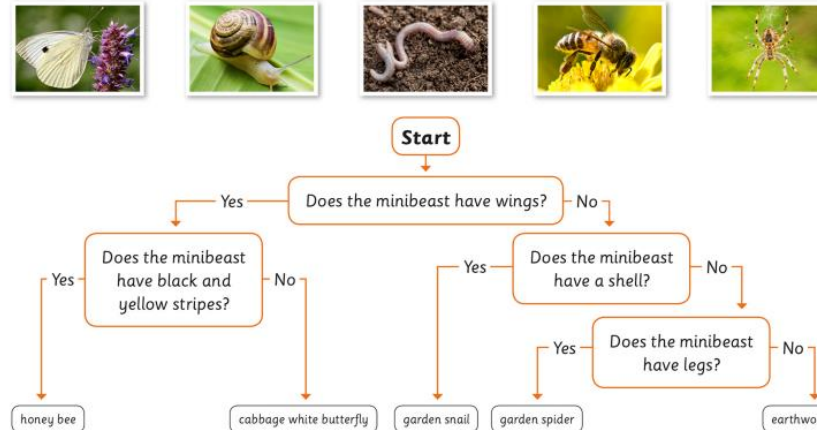 Start
Does the minibeast have wings?
Yes
No
Does the minibeast
have black and
yellow stripes?
Does the minibeast
have a shell?
Yes
No
Yes
No
Does the minibeast
have legs?
Yes
No
honey bee
cabbage white butterfly
garden snail
garden spider
earthwo